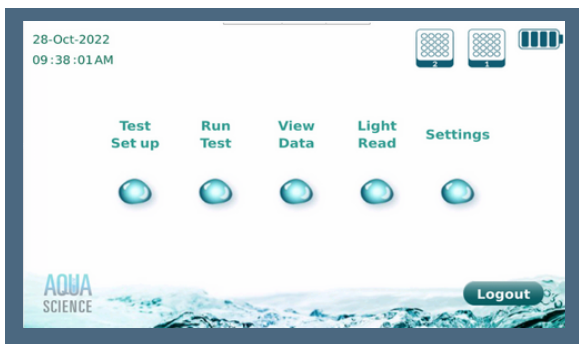 28-Oct-2022
09:38:01AM
2
1
Test Set up
Run Test
View Data
Light Read
Settings
AQUA
SCIENCE
Logout